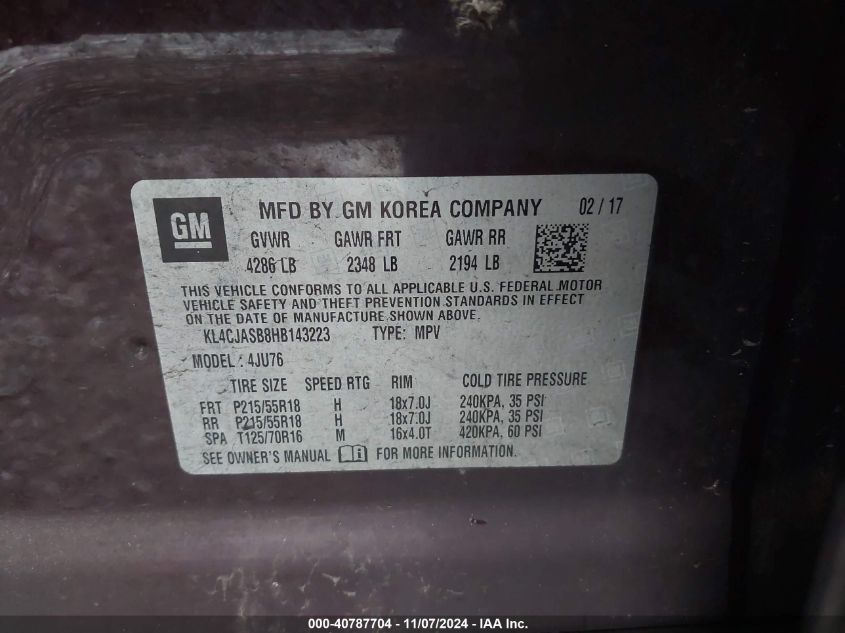 GM
MFD BY GM KOREA COMPANY 02 / 17
GVWR GAWR FRT GAWR RR
4286 LB 2348 LB 2194 LB
THIS VEHICLE CONFORMS TO ALL APPLICABLE U.S. FEDERAL MOTOR
VEHICLE SAFETY AND THEFT PREVENTION STANDARDS IN EFFECT
ON THE DATE OF MANUFACTURE SHOWN ABOVE.
KL4CJASB8HB143223 TYPE: MPV
MODEL: 4JU76
TIRE SIZE SPEED RTG RIM COLD TIRE PRESSURE
FRT P215/55R18 H 18x7.0J 240KPA, 35 PSI
RR P215/55R18 H 18x7.0J 240KPA, 35 PSI
SPA T125/70R16 M 16x4.0T 420KPA, 60 PSI
SEE OWNER'S MANUAL FOR MORE INFORMATION.
000-40787704 - 11/07/2024 - IAA Inc.